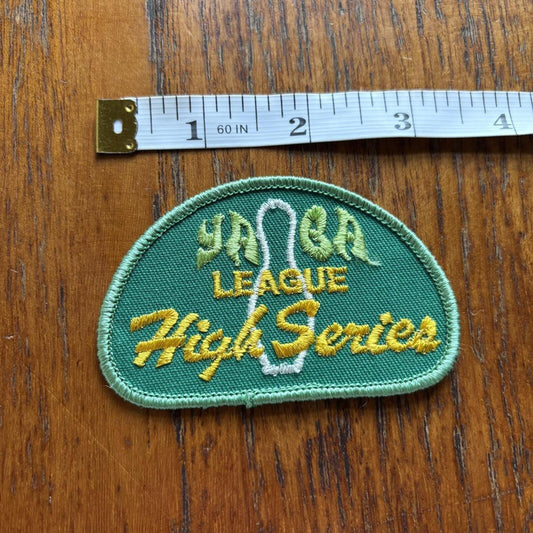 1 60 IN 2 3 4
YABA
LEAGUE
High Series